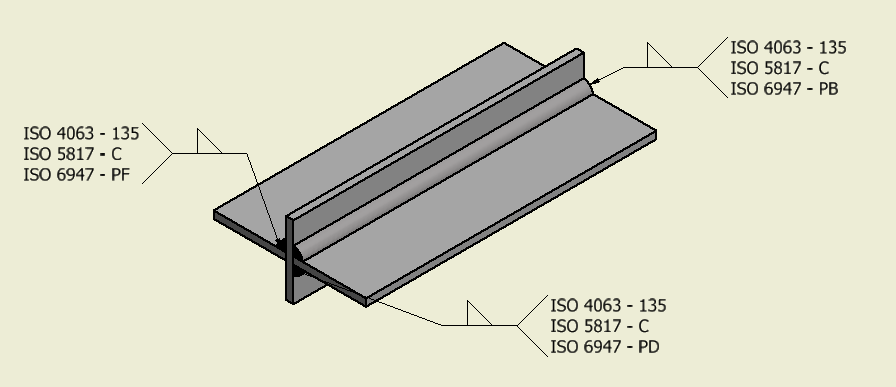 ISO 4063 - 135
ISO 5817 - C
ISO 6947 - PB
ISO 4063 - 135
ISO 5817 - C
ISO 6947 - PF
ISO 4063 - 135
ISO 5817 - C
ISO 6947 - PD